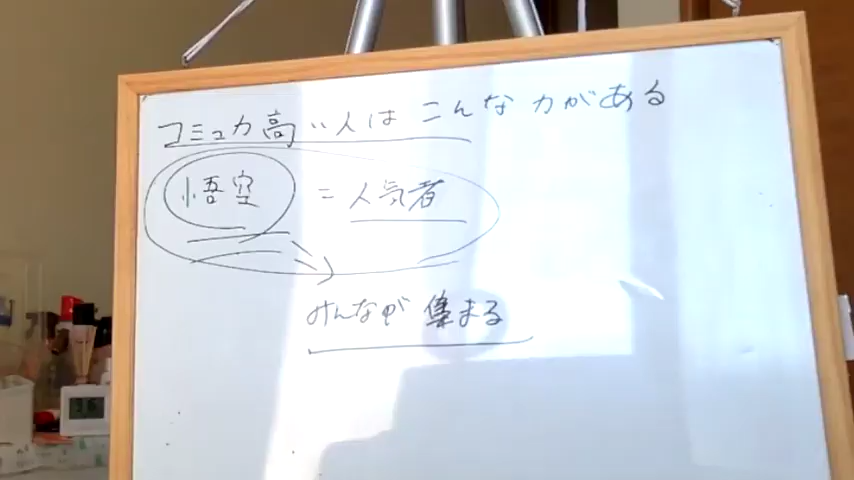 コミュ力高い人はこんな力がある
悟空 = 人気者
みんなが集まる